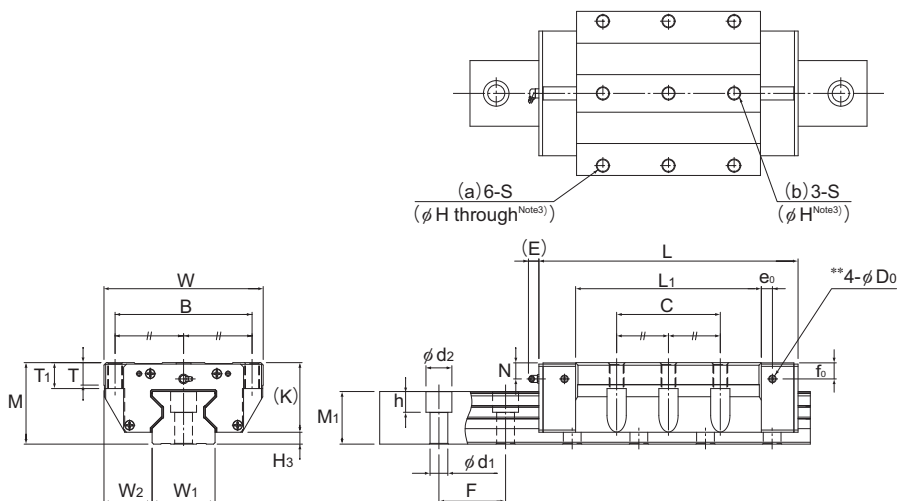 (a)6-S
(φH through Note3))
(b)3-S
(φH Note3))
W
B
T1
T
M
(K)
H3
W2
W1
φd2
h
M1
φd1
F
(E)
L
L1
C
e0
**4-φD0
N
f0